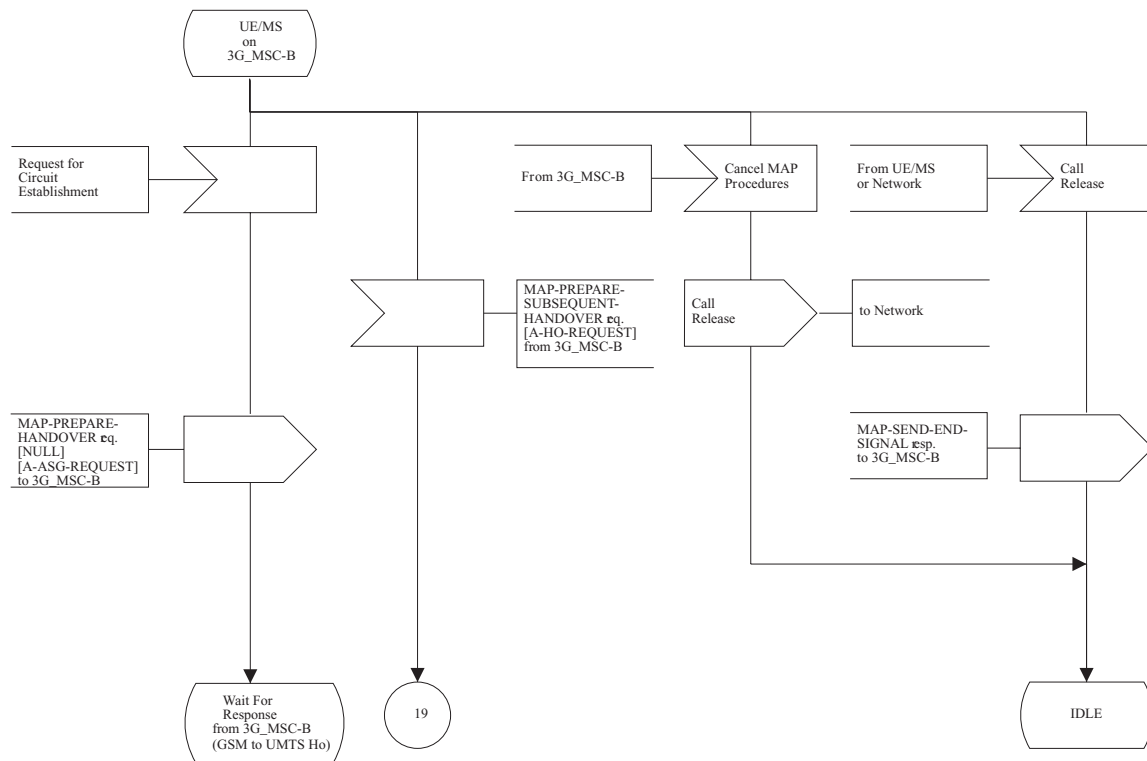 UE/MS
on
3G_MSC-B
Request for
Circuit
Establishment
From 3G_MSC-B
Cancel MAP
Procedures
From UE/MS
or Network
Call
Release
MAP-PREPARE-
SUBSEQUENT-
HANDOVER req.
[A-HO-REQUEST]
from 3G_MSC-B
Call
Release
to Network
MAP-PREPARE-
HANDOVER req.
[NULL]
[A-ASG-REQUEST]
to 3G_MSC-B
MAP-SEND-END-
SIGNAL resp.
to 3G_MSC-B
Wait For
Response
from 3G_MSC-B
(GSM to UMTS Ho)
19
IDLE